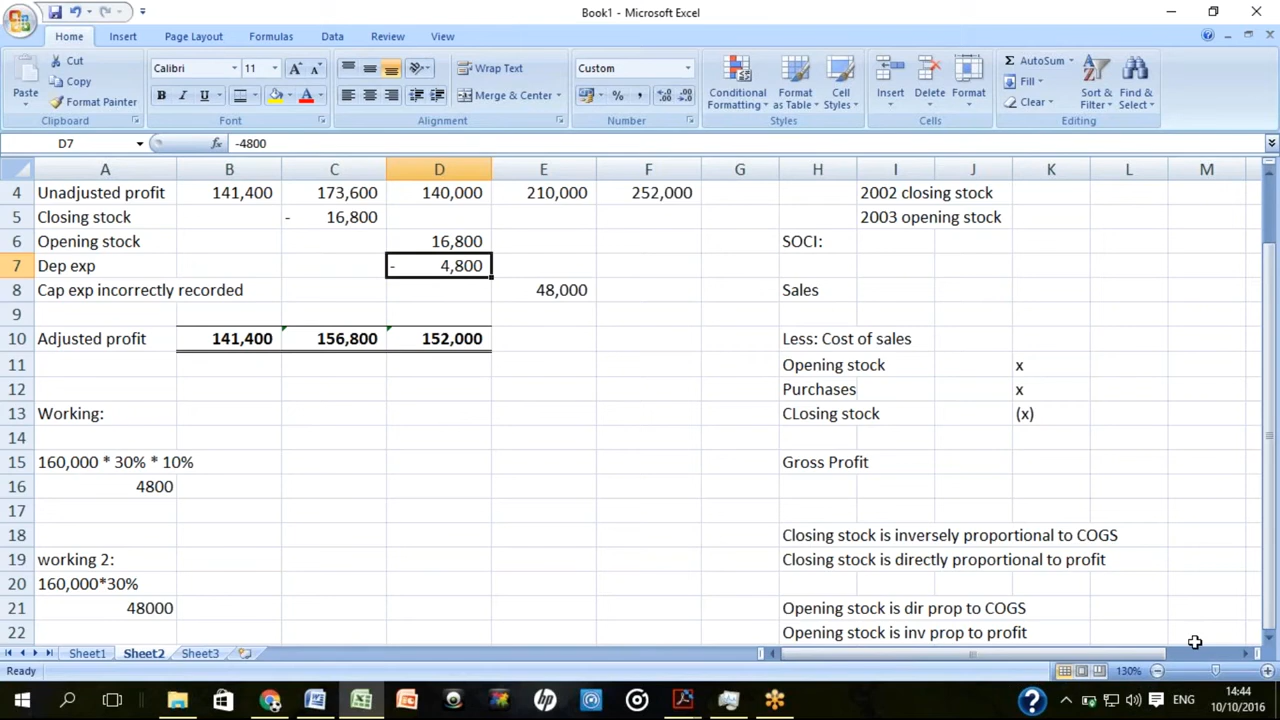 Book1 - Microsoft Excel
Home Insert Page Layout Formulas Data Review View
Paste
Cut
Copy
Format Painter
Clipboard
Calibri 11
A A
B I U A
Font
Wrap Text
Merge & Center
Alignment
Custom
% ,
Number
Conditional Formatting
Format as Table
Cell Styles
Styles
Insert
Delete
Format
Cells
Σ AutoSum
Fill
Clear
Sort & Filter
Find & Select
Editing
D7 fx -4800
A B C D E F G H I J K L M
4 Unadjusted profit 141,400 173,600 140,000 210,000 252,000 2002 closing stock
5 Closing stock - 16,800 2003 opening stock
6 Opening stock 16,800 SOCI:
7 Dep exp - 4,800
8 Cap exp incorrectly recorded 48,000 Sales
9
10 Adjusted profit 141,400 156,800 152,000 Less: Cost of sales
11 Opening stock x
12 Purchases x
13 Working: CLosing stock (x)
14
15 160,000 * 30% * 10% Gross Profit
16 4800
17
18 Closing stock is inversely proportional to COGS
19 working 2: Closing stock is directly proportional to profit
20 160,000*30%
21 48000 Opening stock is dir prop to COGS
22 Opening stock is inv prop to profit
Sheet1 Sheet2 Sheet3
Ready 130%
ENG 14:44
10/10/2016